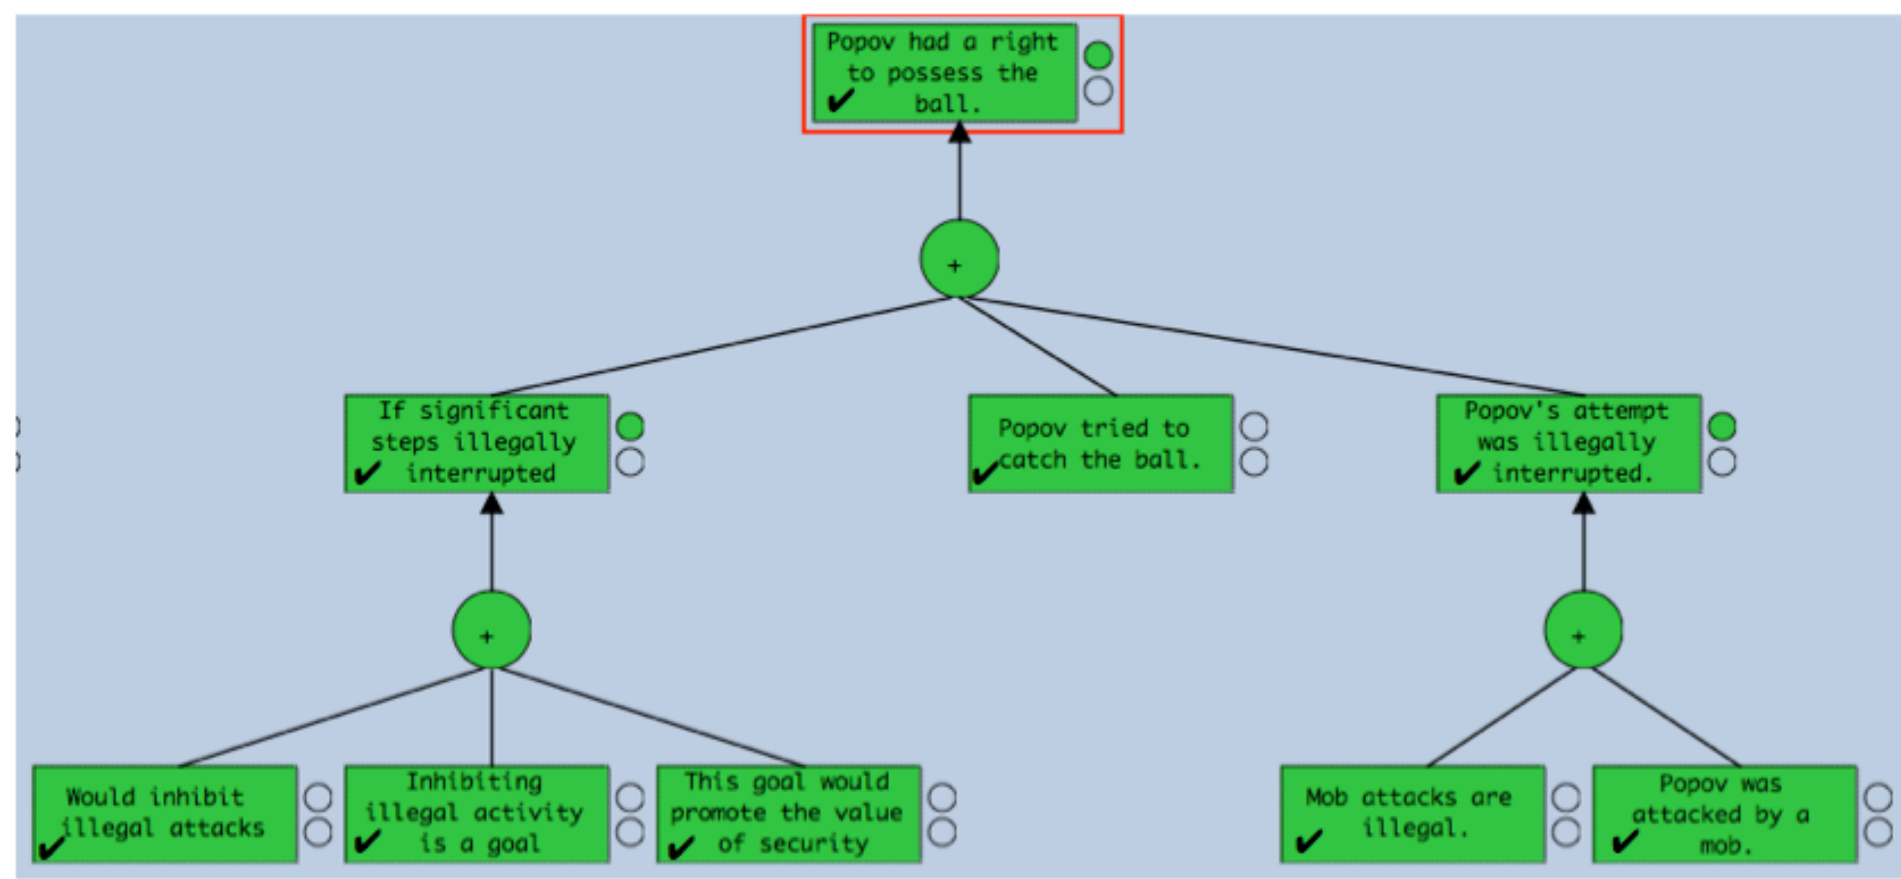 Popov had a right
to possess the
✔ ball.
+
If significant
steps illegally
✔ interrupted
Popov tried to
✔catch the ball.
Popov's attempt
was illegally
✔ interrupted.
+
+
Would inhibit
✔illegal attacks
Inhibiting
illegal activity
✔ is a goal
This goal would
promote the value
✔ of security
Mob attacks are
✔ illegal.
Popov was
attacked by a
✔ mob.